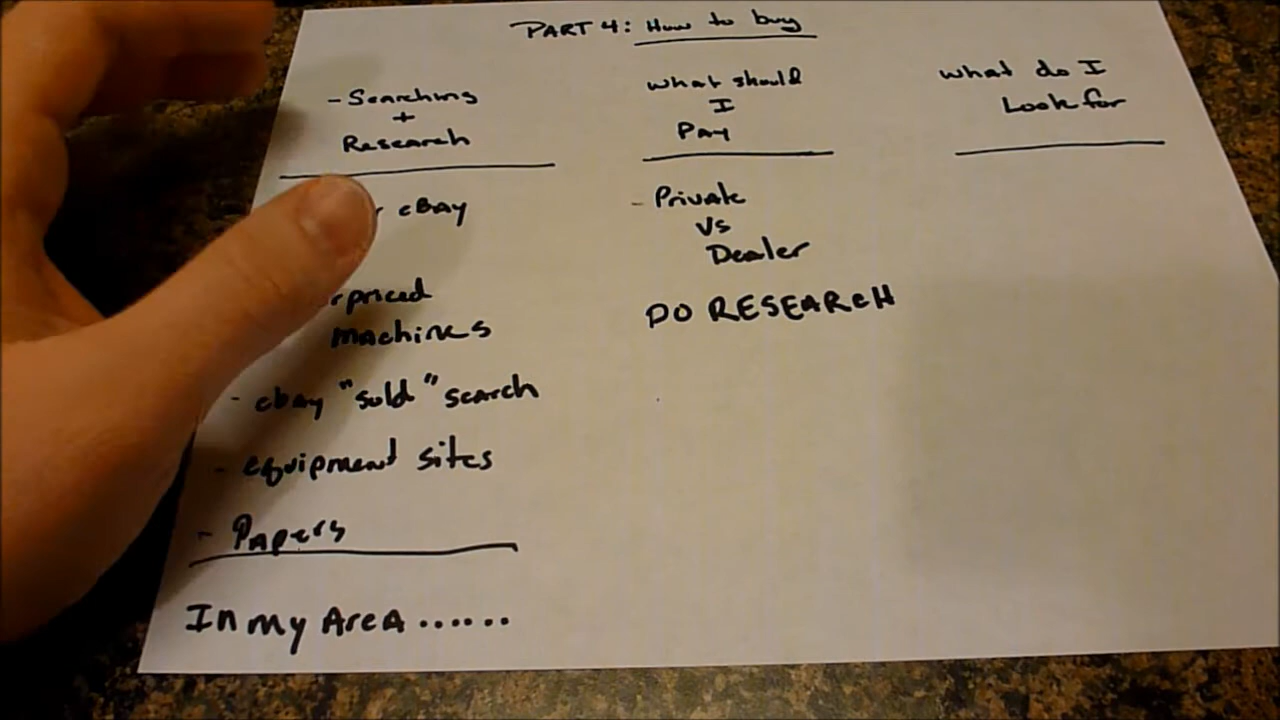 PART 4: How to buy
- Searching
+
Research
eBay
priced
machines
- ebay "sold" search
- equipment sites
- Papers
In my Area ......
what should
I
Pay
- Private
Vs
Dealer
DO RESEARCH
what do I
Look for